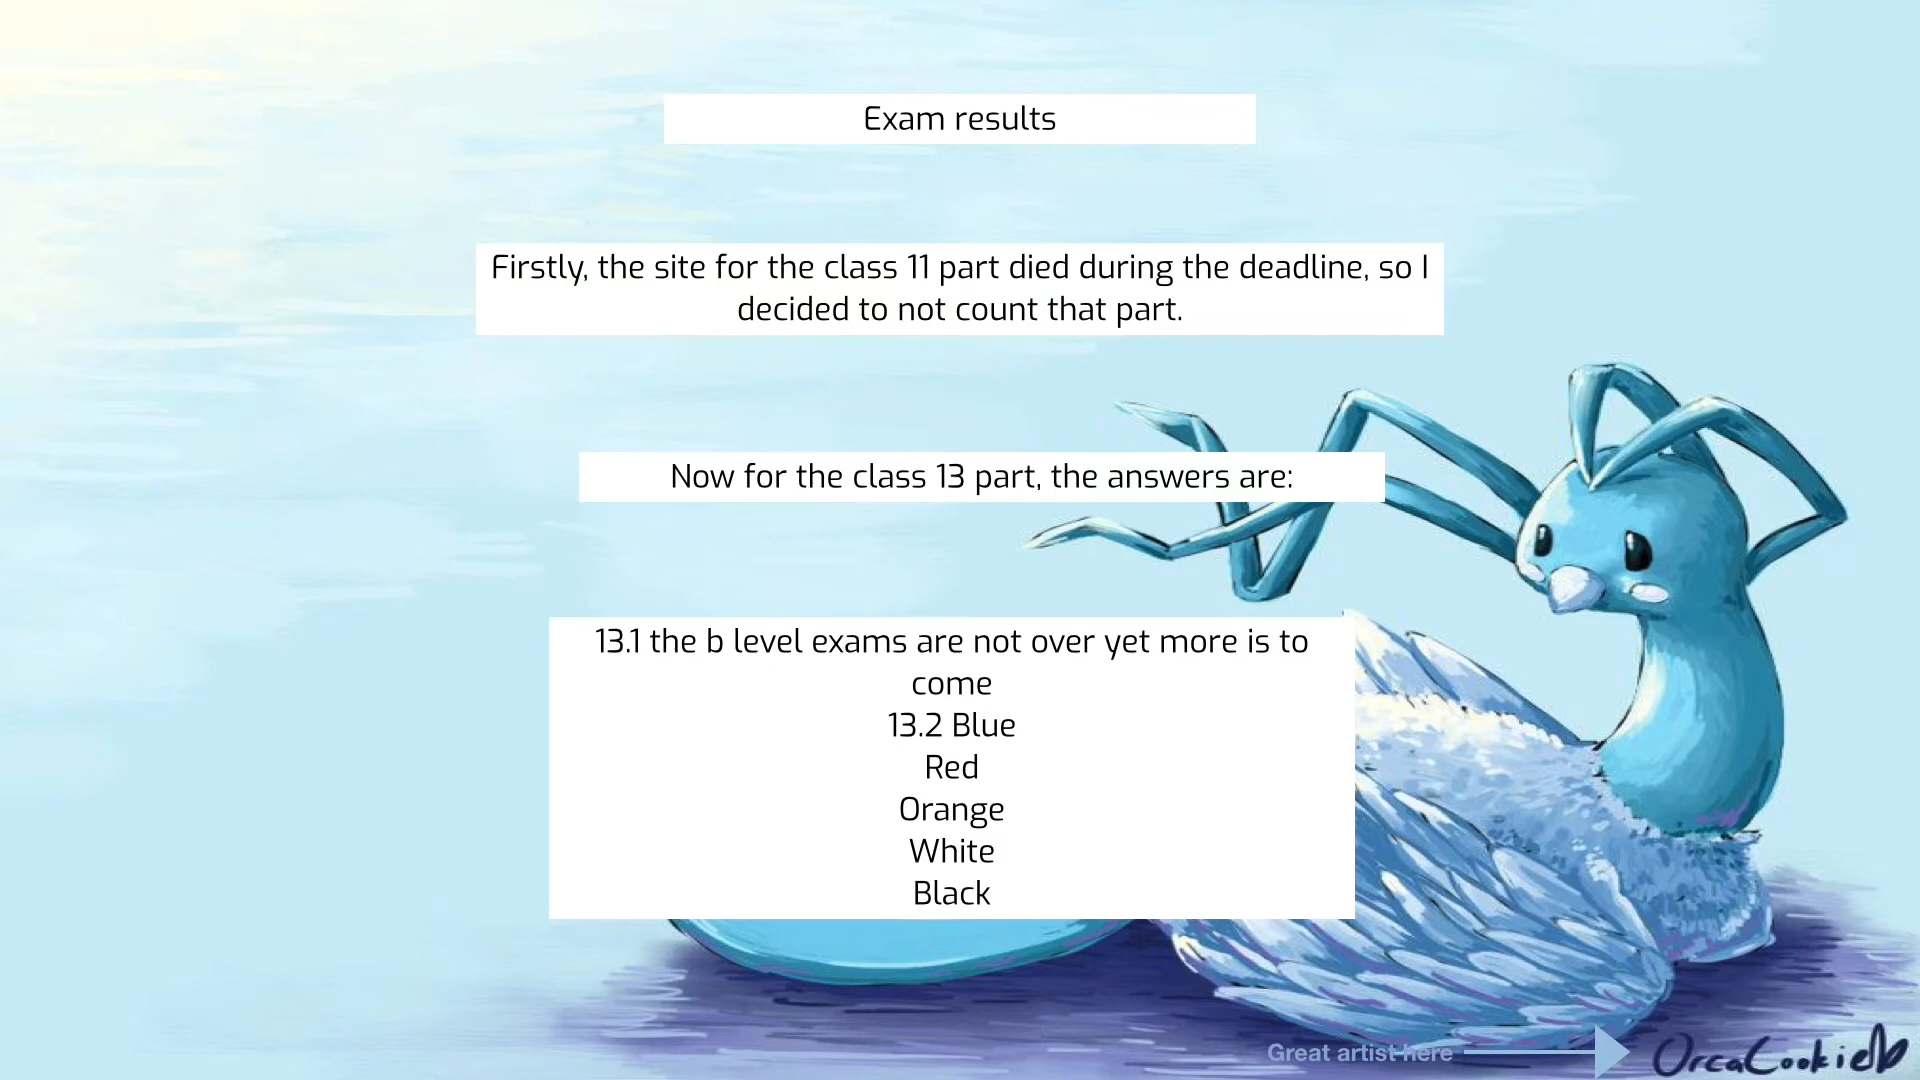 Exam results
Firstly, the site for the class 11 part died during the deadline, so I
decided to not count that part.
Now for the class 13 part, the answers are:
13.1 the b level exams are not over yet more is to
come
13.2 Blue
Red
Orange
White
Black
Great artist here
OrcaCookie